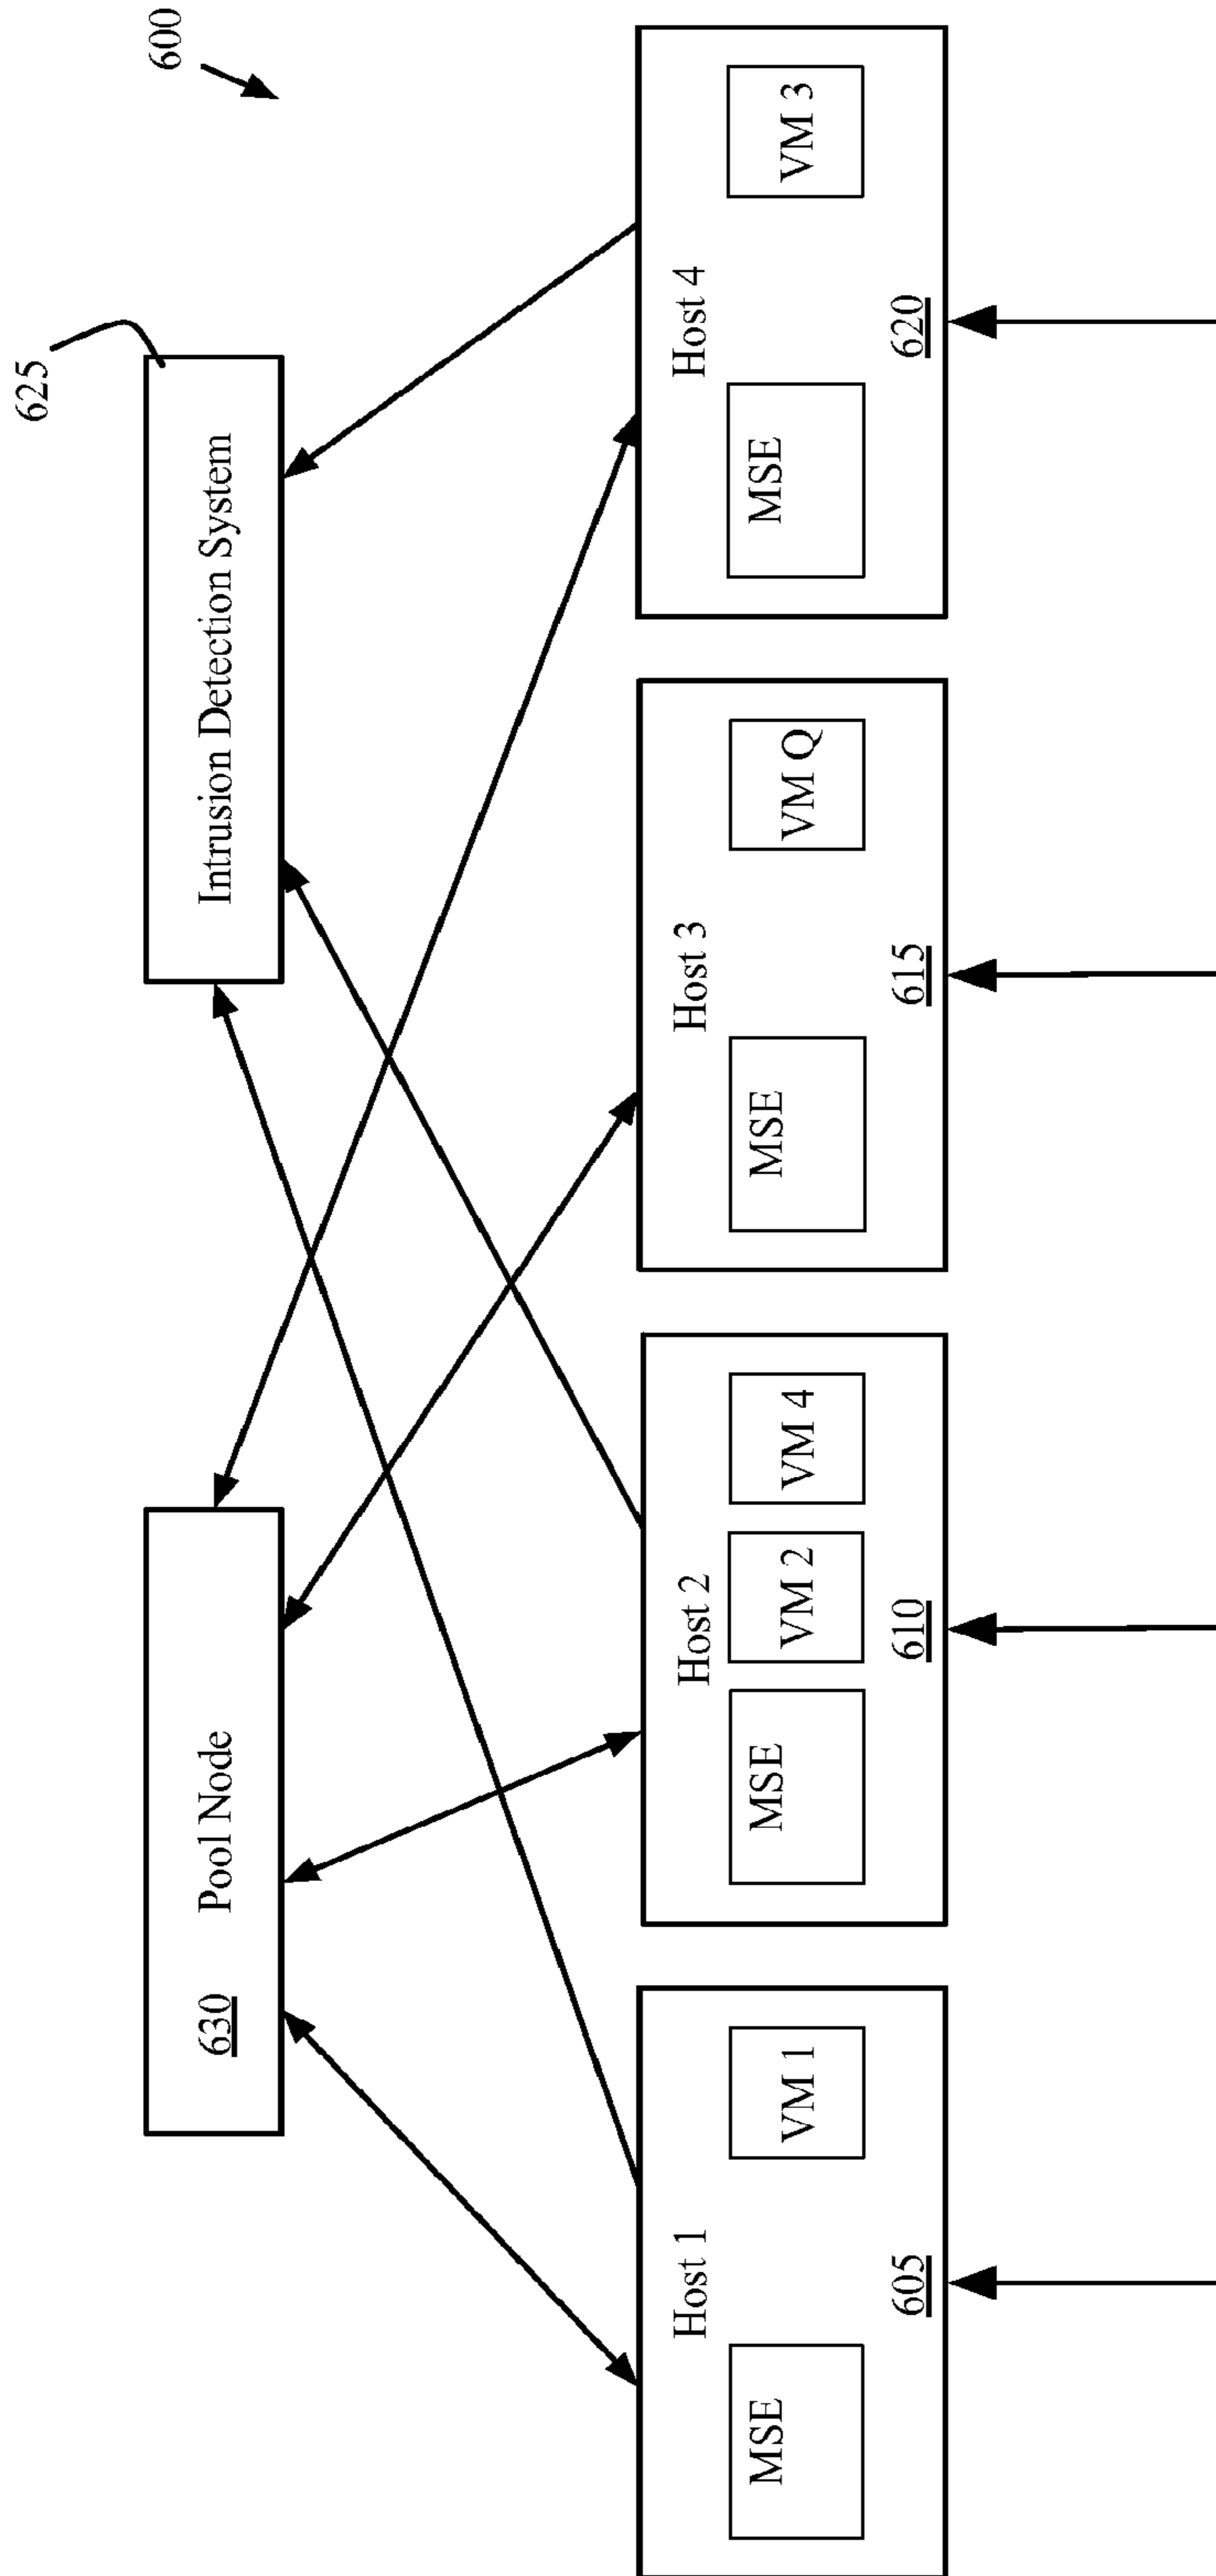 600
625
Pool Node
630
Intrusion Detection System
Host 1
MSE
VM 1
605
Host 2
MSE
VM 2
VM 4
610
Host 3
MSE
VM Q
615
Host 4
MSE
VM 3
620